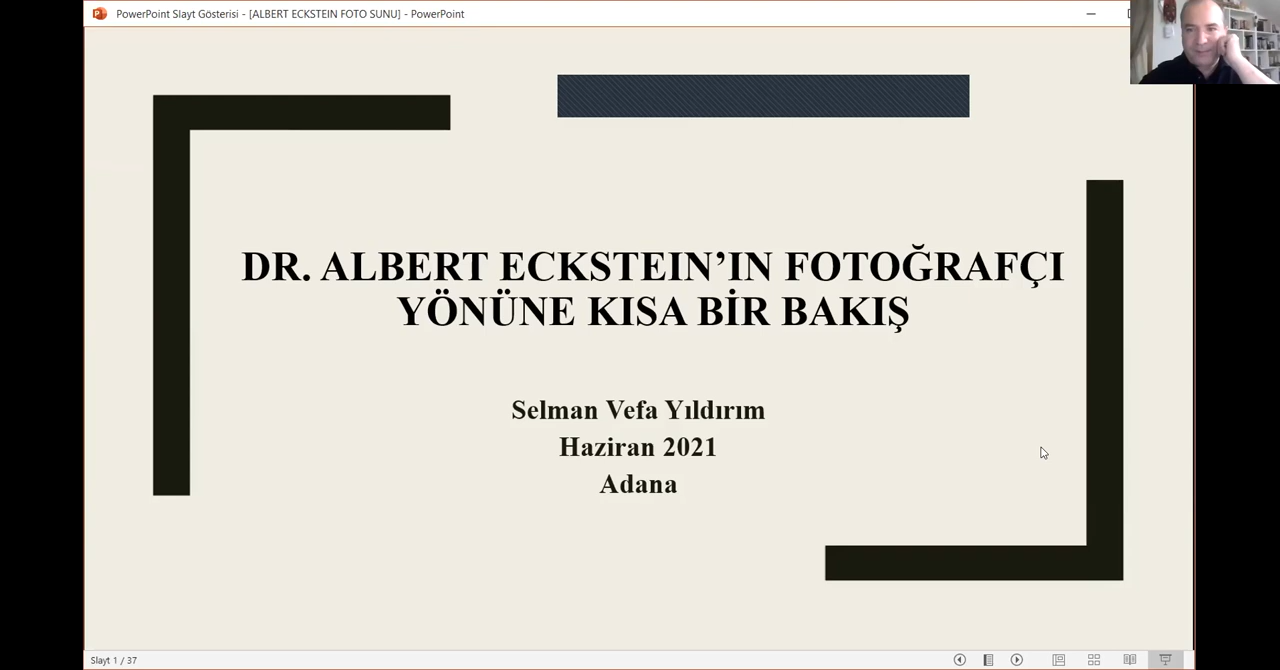 PowerPoint Slayt Gösterisi - [ALBERT ECKSTEIN FOTO SUNU] - PowerPoint
DR. ALBERT ECKSTEIN’IN FOTOĞRAFÇI
YÖNÜNE KISA BİR BAKIŞ
Selman Vefa Yıldırım
Haziran 2021
Adana
Slayt 1 / 37